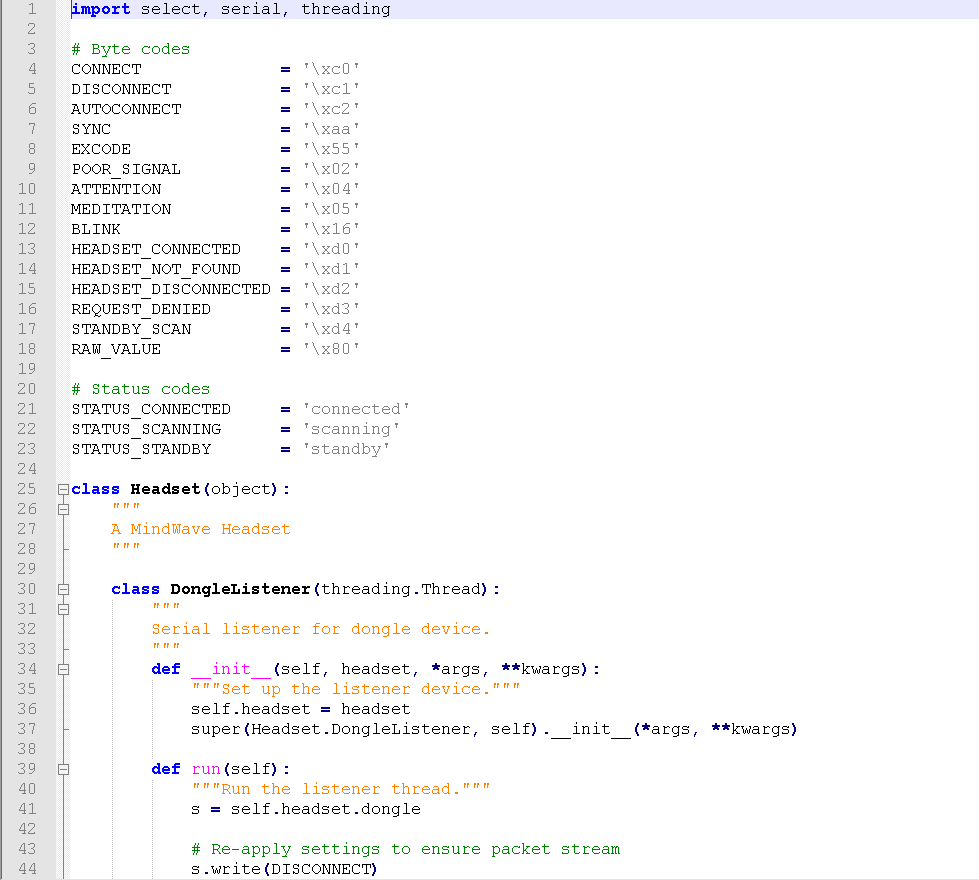 1 import select, serial, threading
2
3 # Byte codes
4 CONNECT              = '\xc0'
5 DISCONNECT           = '\xc1'
6 AUTOCONNECT          = '\xc2'
7 SYNC                 = '\xaa'
8 EXCODE               = '\x55'
9 POOR_SIGNAL          = '\x02'
10 ATTENTION            = '\x04'
11 MEDITATION           = '\x05'
12 BLINK                = '\x16'
13 HEADSET_CONNECTED    = '\xd0'
14 HEADSET_NOT_FOUND    = '\xd1'
15 HEADSET_DISCONNECTED = '\xd2'
16 REQUEST_DENIED       = '\xd3'
17 STANDBY_SCAN         = '\xd4'
18 RAW_VALUE            = '\x80'
19
20 # Status codes
21 STATUS_CONNECTED     = 'connected'
22 STATUS_SCANNING      = 'scanning'
23 STATUS_STANDBY       = 'standby'
24
25 class Headset(object):
26     """
27     A MindWave Headset
28     """
29
30     class DongleListener(threading.Thread):
31         """
32         Serial listener for dongle device.
33         """
34         def __init__(self, headset, *args, **kwargs):
35             """Set up the listener device."""
36             self.headset = headset
37             super(Headset.DongleListener, self).__init__(*args, **kwargs)
38
39         def run(self):
40             """Run the listener thread."""
41             s = self.headset.dongle
42
43             # Re-apply settings to ensure packet stream
44             s.write(DISCONNECT)